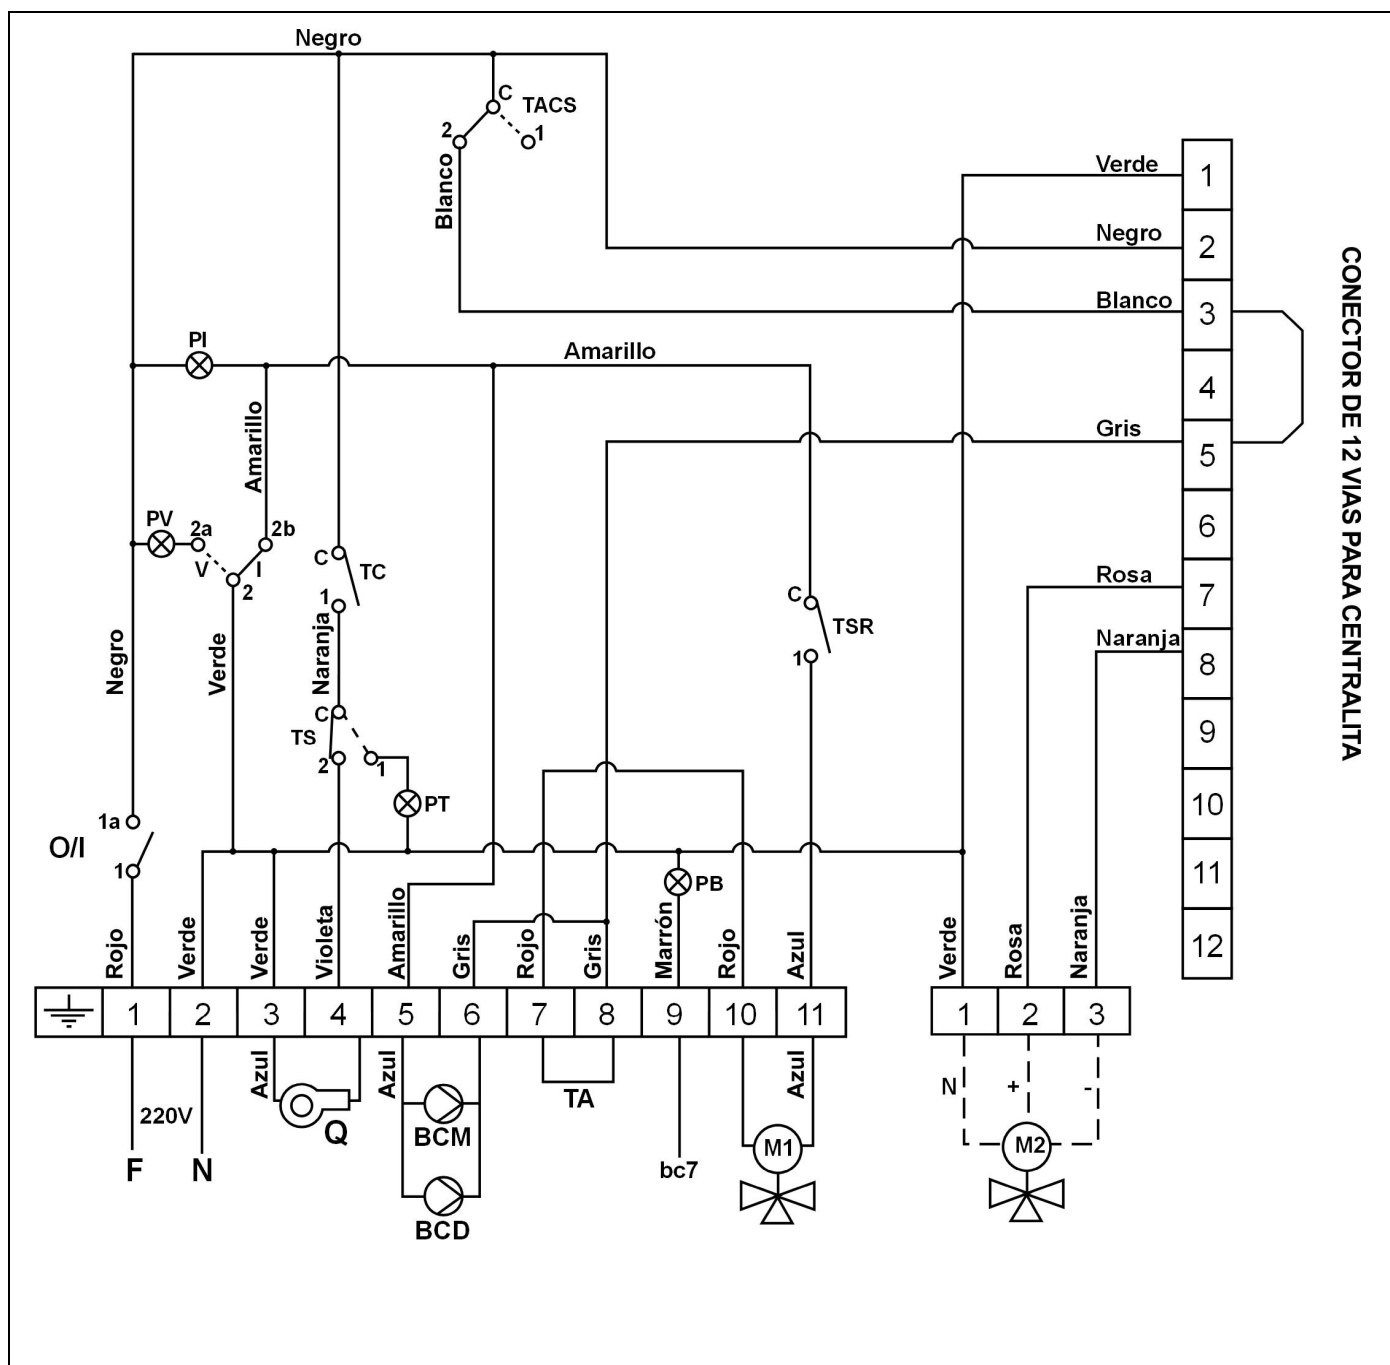 Negro
C
TACS
2
1
Blanco
Verde
1
Negro
2
Blanco
3
4
Gris
5
6
Rosa
7
Naranja
8
9
10
11
12
CONECTOR DE 12 VIAS PARA CENTRALITA
PI
Amarillo
Amarillo
PV
2a
2b
V
I
2
C
TC
1
C
TSR
1
Negro
Verde
Naranja
C
TS
2
1
PT
1a
O/I
1
PB
Rojo
Verde
Verde
Violeta
Amarillo
Gris
Rojo
Gris
Marrón
Rojo
Azul
Verde
Rosa
Naranja
1
2
3
4
5
6
7
8
9
10
11
1
2
3
Azul
Azul
Azul
220V
Q
BCM
BCD
TA
bc7
M1
N
+
-
M2
F
N